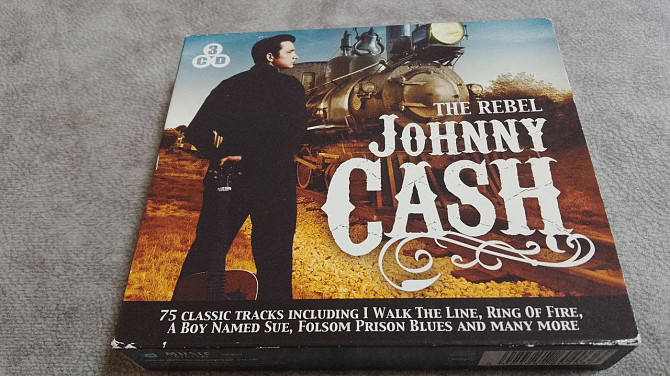 3
CD
THE REBEL
JOHNNY
CASH
75 CLASSIC TRACKS INCLUDING I WALK THE LINE, RING OF FIRE,
A BOY NAMED SUE, FOLSOM PRISON BLUES AND MANY MORE
MUSIC